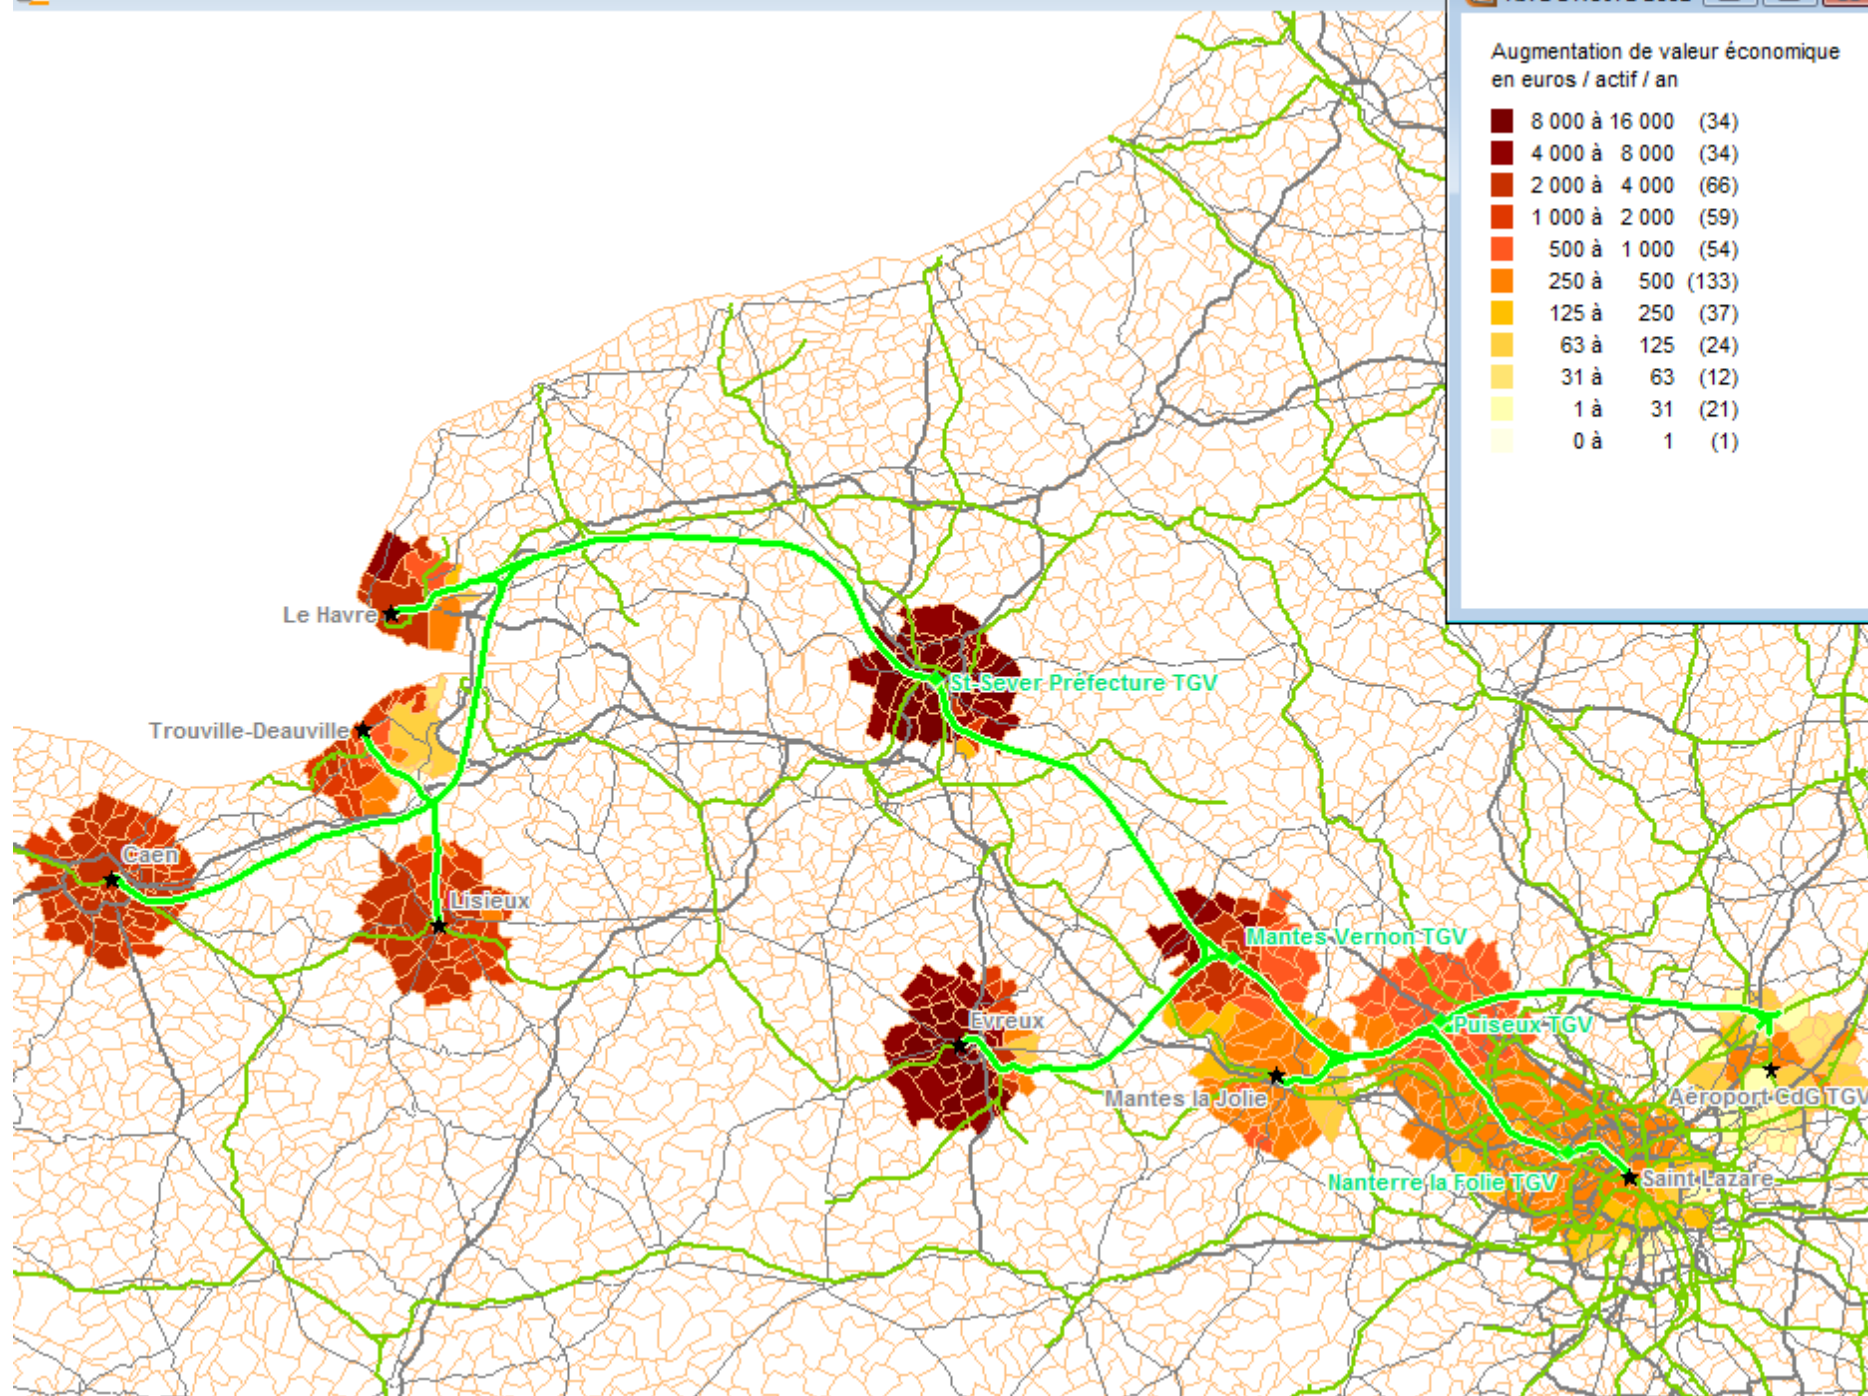 Augmentation de valeur économique
en euros / actif / an
8 000 à 16 000 (34)
4 000 à 8 000 (34)
2 000 à 4 000 (66)
1 000 à 2 000 (59)
500 à 1 000 (54)
250 à 500 (133)
125 à 250 (37)
63 à 125 (24)
31 à 63 (12)
1 à 31 (21)
0 à 1 (1)
Le Havre
St-Sever Préfecture TGV
Trouville-Deauville
Caen
Lisieux
Mantes Vernon TGV
Evreux
Puiseux TGV
Mantes la Jolie
Aéroport CdG TGV
Nanterre la Folie TGV
Saint Lazare